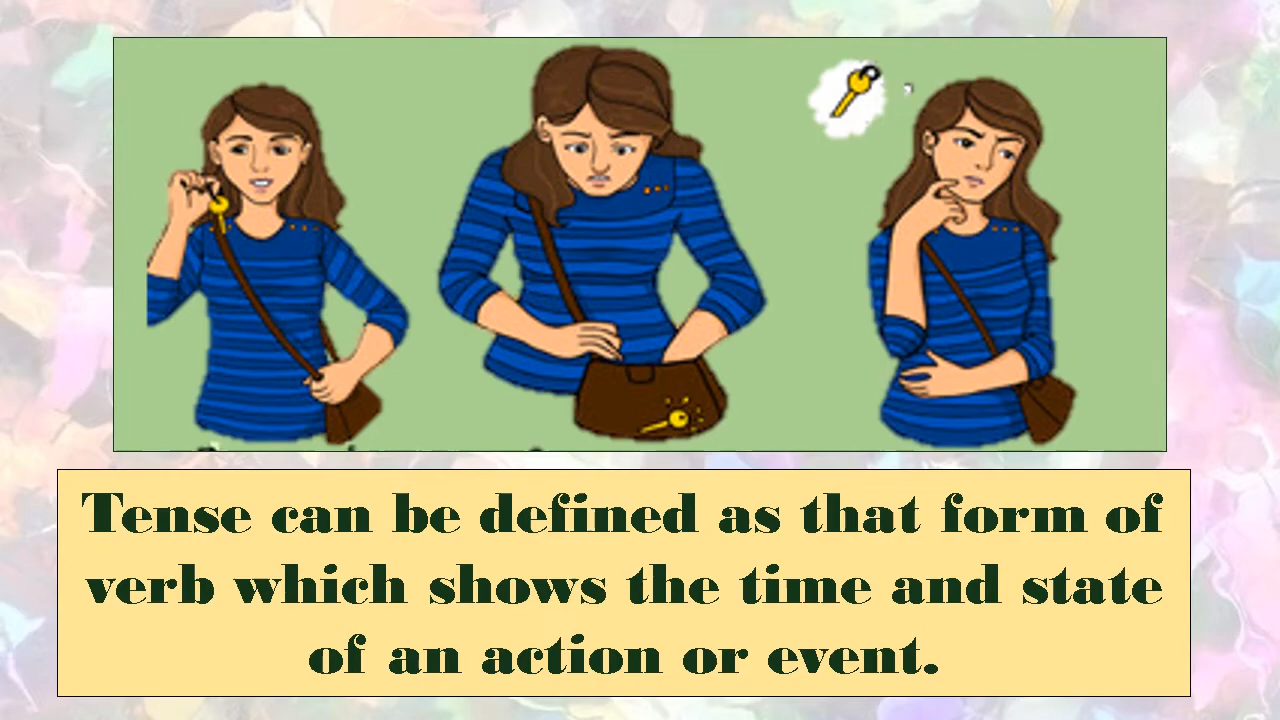 Tense can be defined as that form of
verb which shows the time and state
of an action or event.